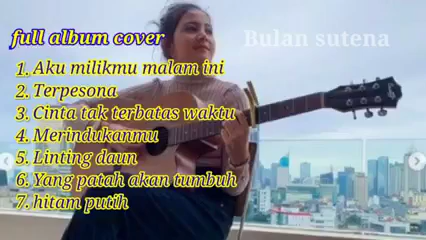 full album cover
Bulan sutena
1. Aku milikmu malam ini
2. Terpesona
3. Cinta tak terbatas waktu
4. Merindukanmu
5. Linting daun
6. Yang patah akan tumbuh
7. hitam putih